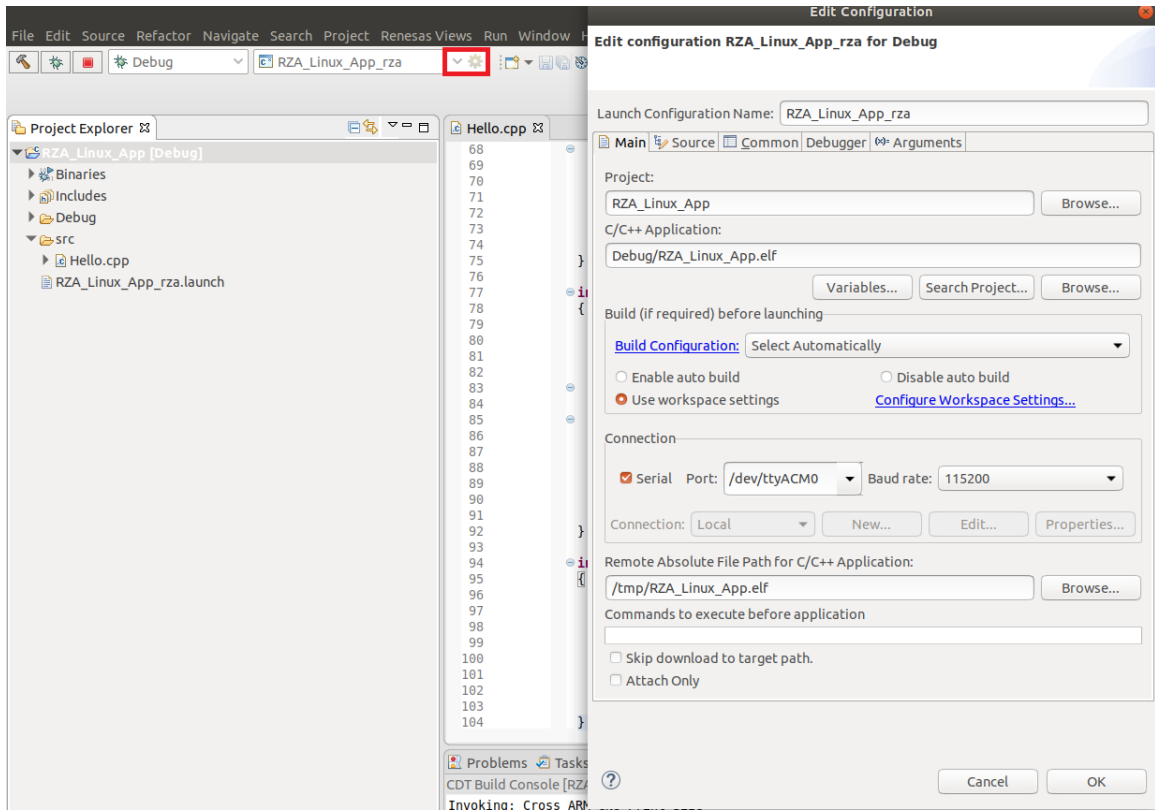 File Edit Source Refactor Navigate Search Project Renesas Views Run Window
Debug
RZA_Linux_App_rza
Project Explorer
RZA_Linux_App [Debug]
Binaries
Includes
Debug
src
Hello.cpp
RZA_Linux_App_rza.launch
Hello.cpp
68
69
70
71
72
73
74
75 }
76
77
78 {
79
80
81
82
83
84
85
86
87
88
89
90
91
92 }
93
94
95 {
96
97
98
99
100
101
102
103
104 }
Problems Tasks
CDT Build Console
Invoking: Cross ARM
Edit Configuration
Edit configuration RZA_Linux_App_rza for Debug
Launch Configuration Name: RZA_Linux_App_rza
Main Source Common Debugger Arguments
Project:
RZA_Linux_App Browse...
C/C++ Application:
Debug/RZA_Linux_App.elf
Variables... Search Project... Browse...
Build (if required) before launching
Build Configuration: Select Automatically
Enable auto build Disable auto build
Use workspace settings Configure Workspace Settings...
Connection
Serial Port: /dev/ttyACM0 Baud rate: 115200
Connection: Local New... Edit... Properties...
Remote Absolute File Path for C/C++ Application:
/tmp/RZA_Linux_App.elf Browse...
Commands to execute before application
Skip download to target path.
Attach Only
Cancel OK